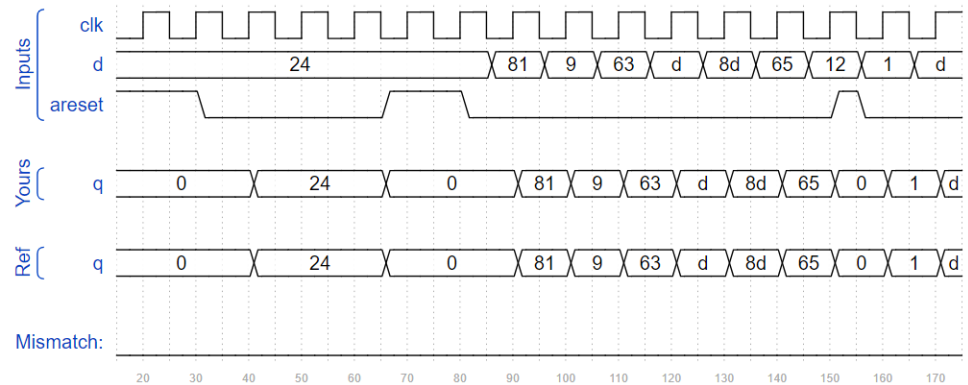 Inputs
clk
d 24 81 9 63 d 8d 65 12 1 d
areset
Yours
q 0 24 0 81 9 63 d 8d 65 0 1 d
Ref
q 0 24 0 81 9 63 d 8d 65 0 1 d
Mismatch:
20 30 40 50 60 70 80 90 100 110 120 130 140 150 160 170